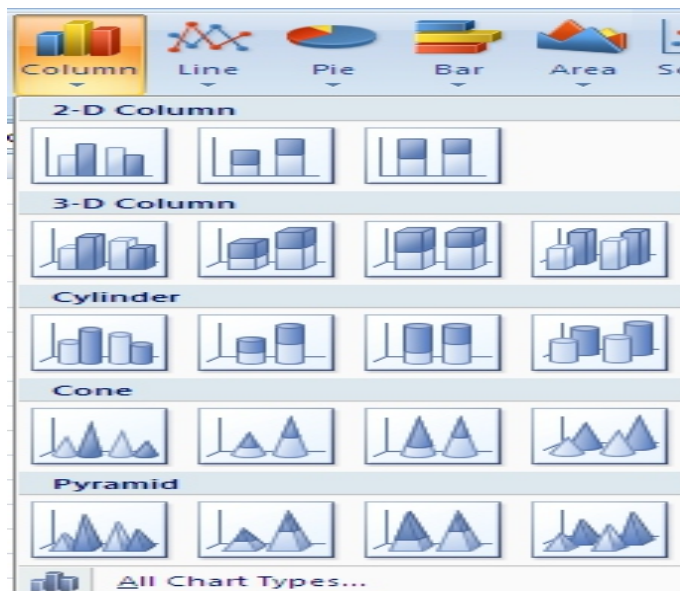 Column Line Pie Bar Area
2-D Column
3-D Column
Cylinder
Cone
Pyramid
All Chart Types...